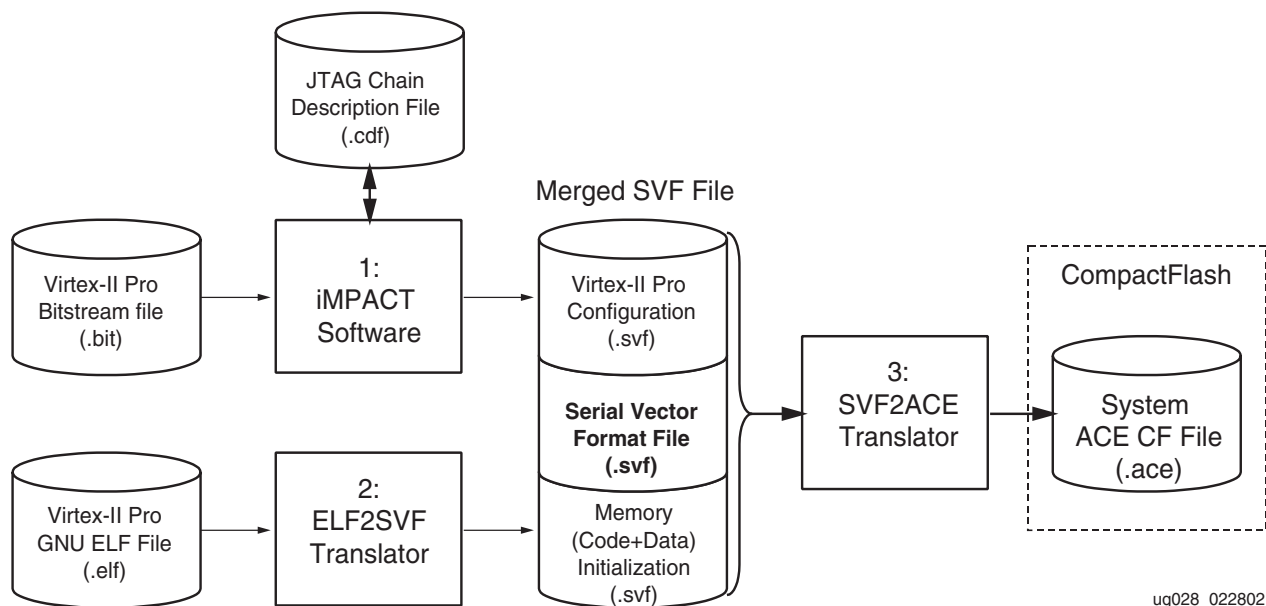 JTAG Chain
Description File
(.cdf)
Merged SVF File
Virtex-II Pro
Bitstream file
(.bit)
1:
iMPACT
Software
Virtex-II Pro
Configuration
(.svf)
CompactFlash
Serial Vector
Format File
(.svf)
3:
SVF2ACE
Translator
System
ACE CF File
(.ace)
Virtex-II Pro
GNU ELF File
(.elf)
2:
ELF2SVF
Translator
Memory
(Code+Data)
Initialization
(.svf)
ug028_022802